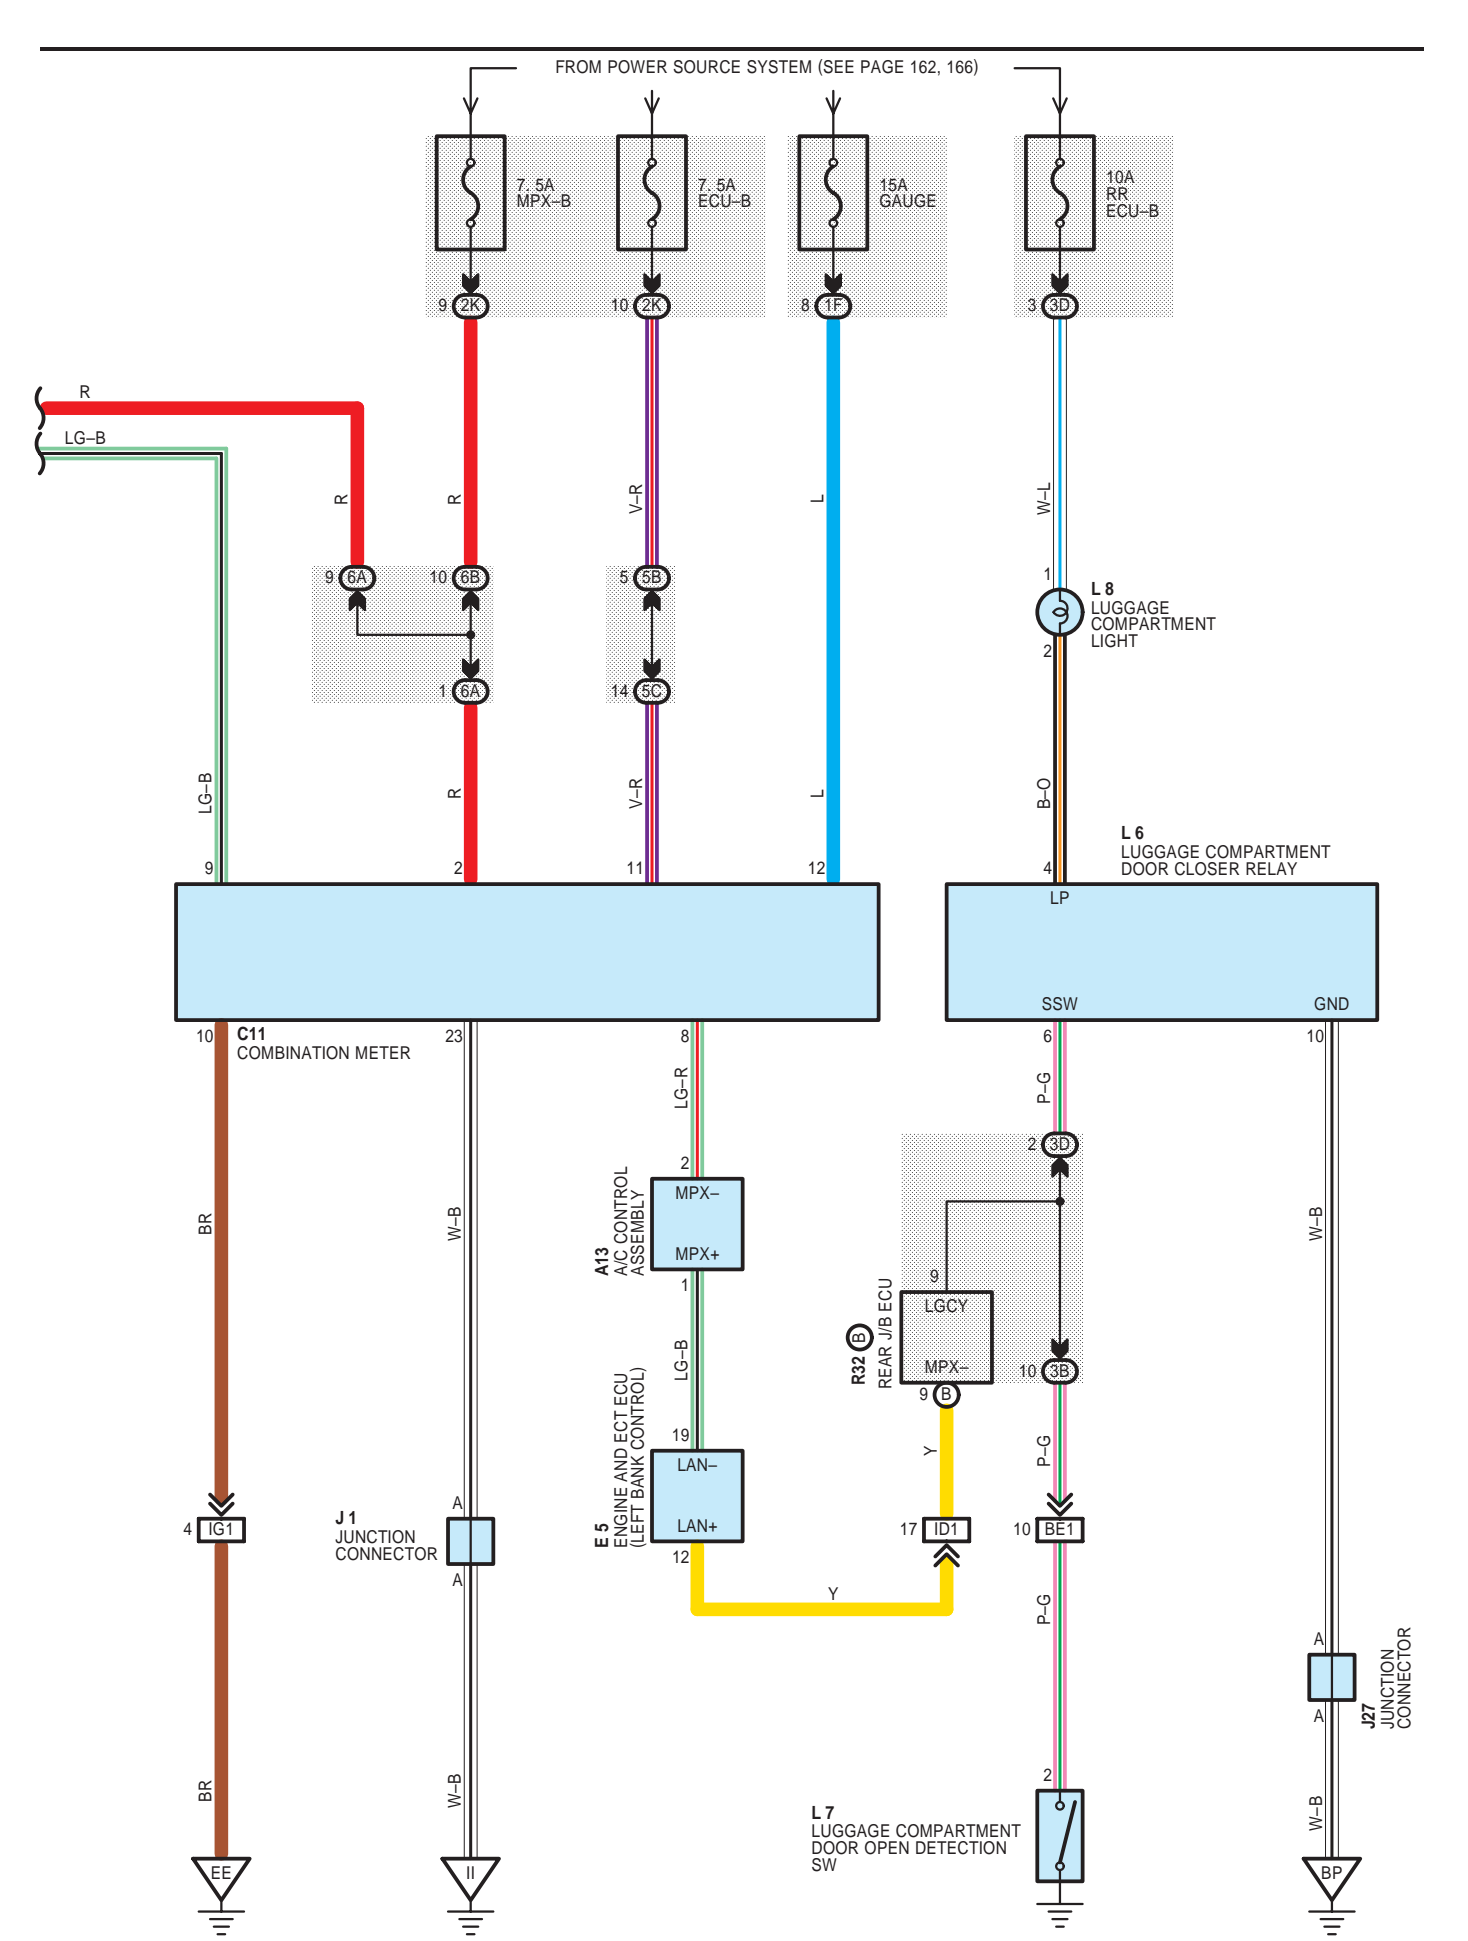 FROM POWER SOURCE SYSTEM (SEE PAGE 162, 166)
7. 5A
MPX–B
7. 5A
ECU–B
15A
GAUGE
10A
RR
ECU–B
9 2K
10 2K
8 1F
3 3D
R
LG–B
R
R
V–R
L
W–L
9 6A
10 6B
5 5B
1
L 8
LUGGAGE
COMPARTMENT
LIGHT
2
1 6A
14 5C
LG–B
R
V–R
L
B–O
L 6
LUGGAGE COMPARTMENT
DOOR CLOSER RELAY
9
2
11
12
4
LP
SSW
GND
10
C11
COMBINATION METER
23
8
6
10
LG–R
P–G
2 3D
2
MPX–
MPX+
A13
A/C CONTROL
ASSEMBLY
1
BR
W–B
W–B
9
LGCY
MPX–
R32 B
REAR J/B ECU
9 B
10 3B
LG–B
19
LAN–
LAN+
E 5
ENGINE AND ECT ECU
(LEFT BANK CONTROL)
12
Y
P–G
4 IG1
A
J 1
JUNCTION
CONNECTOR
A
17 ID1
10 BE1
Y
P–G
A
J27
JUNCTION
CONNECTOR
A
BR
W–B
2
L 7
LUGGAGE COMPARTMENT
DOOR OPEN DETECTION
SW
W–B
EE
II
BP